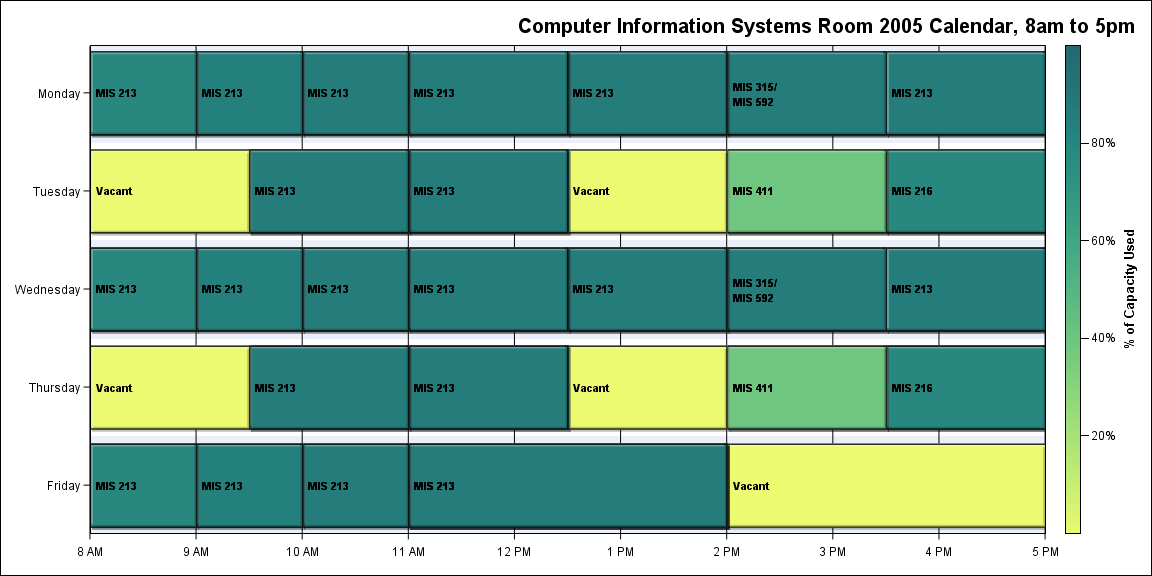 Computer Information Systems Room 2005 Calendar, 8am to 5pm
Monday
MIS 213
MIS 213
MIS 213
MIS 213
MIS 213
MIS 315/
MIS 592
MIS 213
Tuesday
Vacant
MIS 213
MIS 213
Vacant
MIS 411
MIS 216
Wednesday
MIS 213
MIS 213
MIS 213
MIS 213
MIS 213
MIS 315/
MIS 592
MIS 213
Thursday
Vacant
MIS 213
MIS 213
Vacant
MIS 411
MIS 216
Friday
MIS 213
MIS 213
MIS 213
MIS 213
Vacant
8 AM
9 AM
10 AM
11 AM
12 PM
1 PM
2 PM
3 PM
4 PM
5 PM
80%
60%
40%
20%
% of Capacity Used